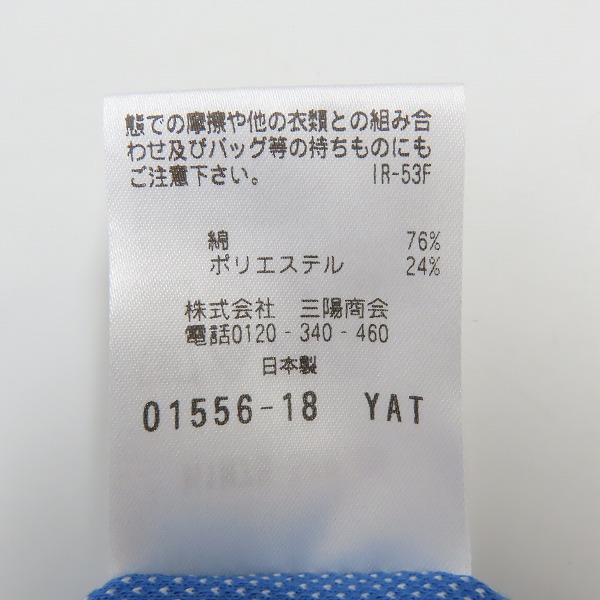 態での摩擦や他の衣類との組み合
わせ及びバッグ等の持ちものにも
ご注意下さい。 IR-53F
綿 76%
ポリエステル 24%
株式会社 三陽商会
電話0120-340-460
日本製
01556-18 YAT